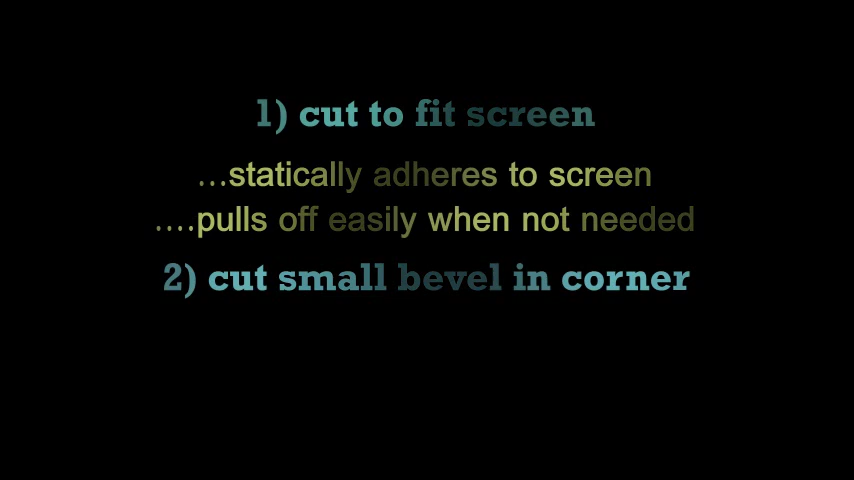 1) cut to fit screen
...statically adheres to screen
....pulls off easily when not needed
2) cut small bevel in corner